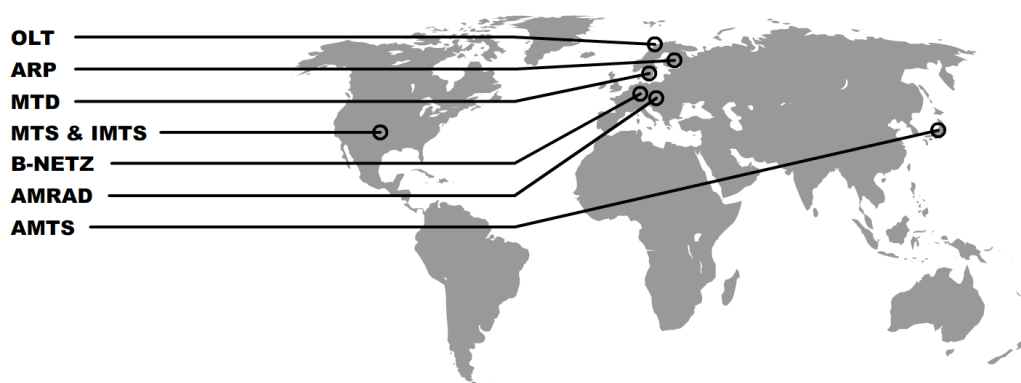 OLT
ARP
MTD
MTS & IMTS
B-NETZ
AMRAD
AMTS